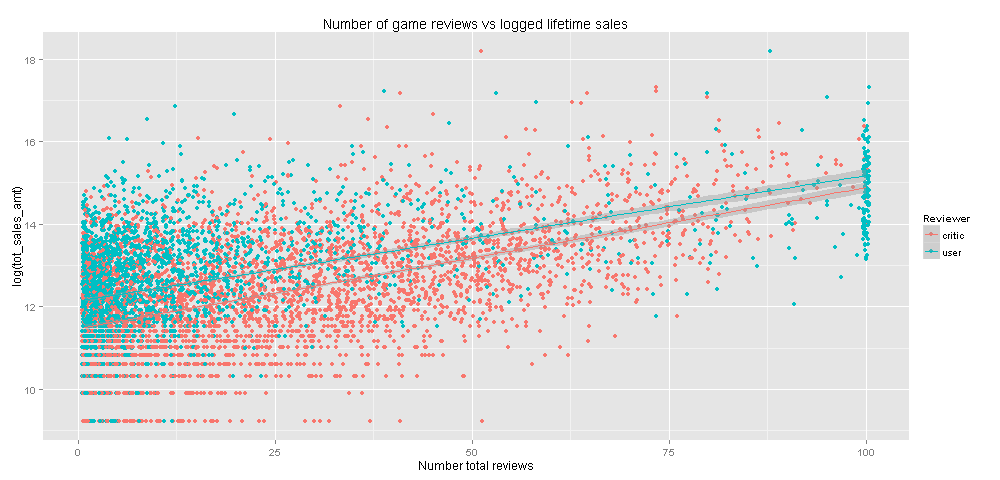 Number of game reviews vs logged lifetime sales
log(tot_sales_amt)
18
16
14
12
10
0
25
50
75
100
Number total reviews
Reviewer
critic
user